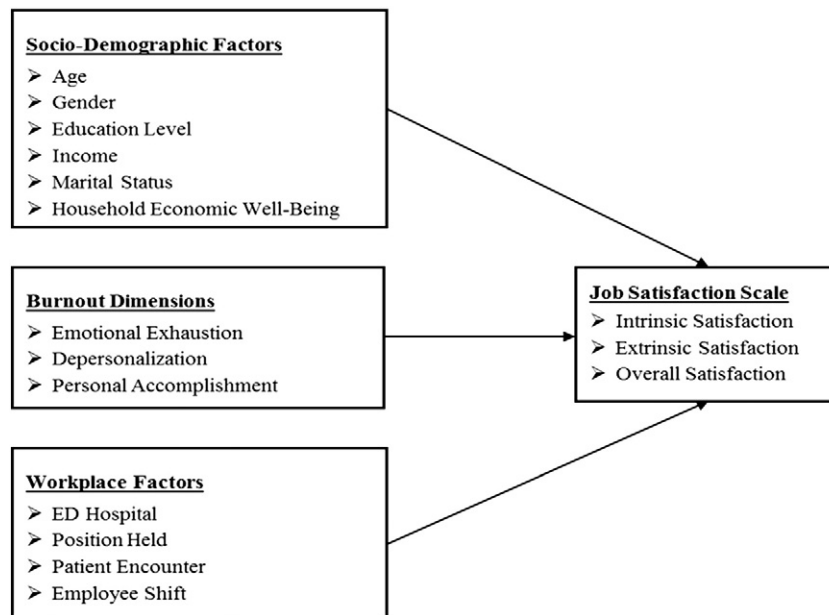 Socio-Demographic Factors
➢ Age
➢ Gender
➢ Education Level
➢ Income
➢ Marital Status
➢ Household Economic Well-Being
Burnout Dimensions
➢ Emotional Exhaustion
➢ Depersonalization
➢ Personal Accomplishment
Workplace Factors
➢ ED Hospital
➢ Position Held
➢ Patient Encounter
➢ Employee Shift
Job Satisfaction Scale
➢ Intrinsic Satisfaction
➢ Extrinsic Satisfaction
➢ Overall Satisfaction